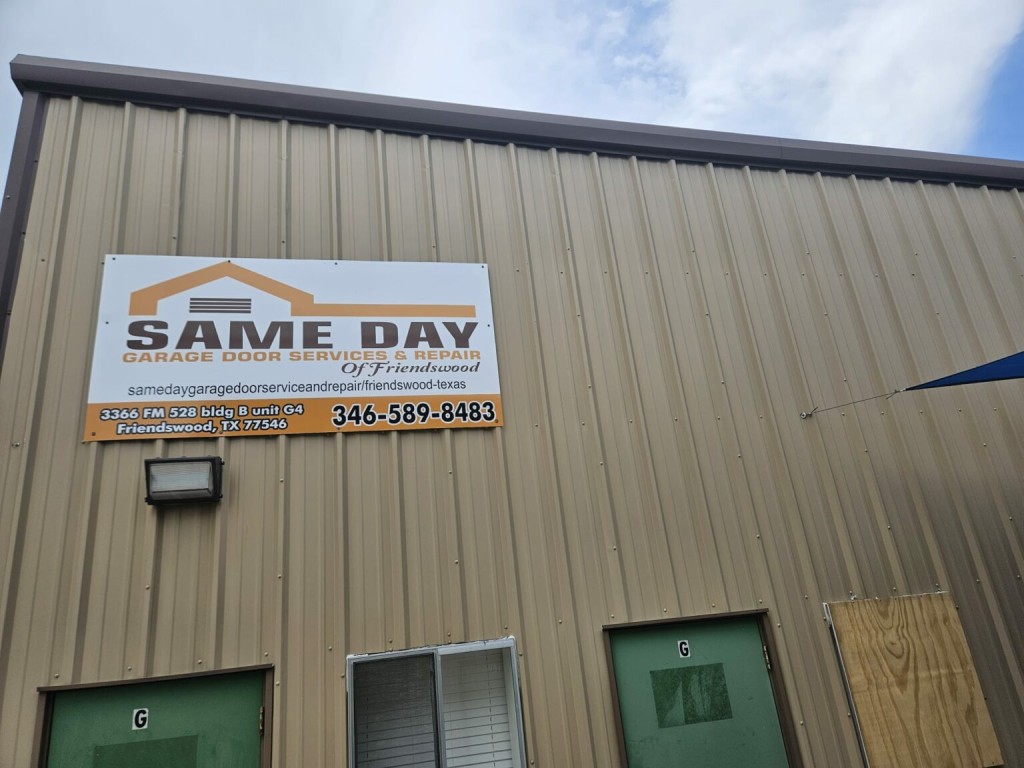 SAME DAY
GARAGE DOOR SERVICES & REPAIR
Of Friendswood
samedaygaragedoorserviceandrepair/friendswood-texas
3366 FM 528 bldg B unit G4
Friendswood, TX 77546
346-589-8483
G
G